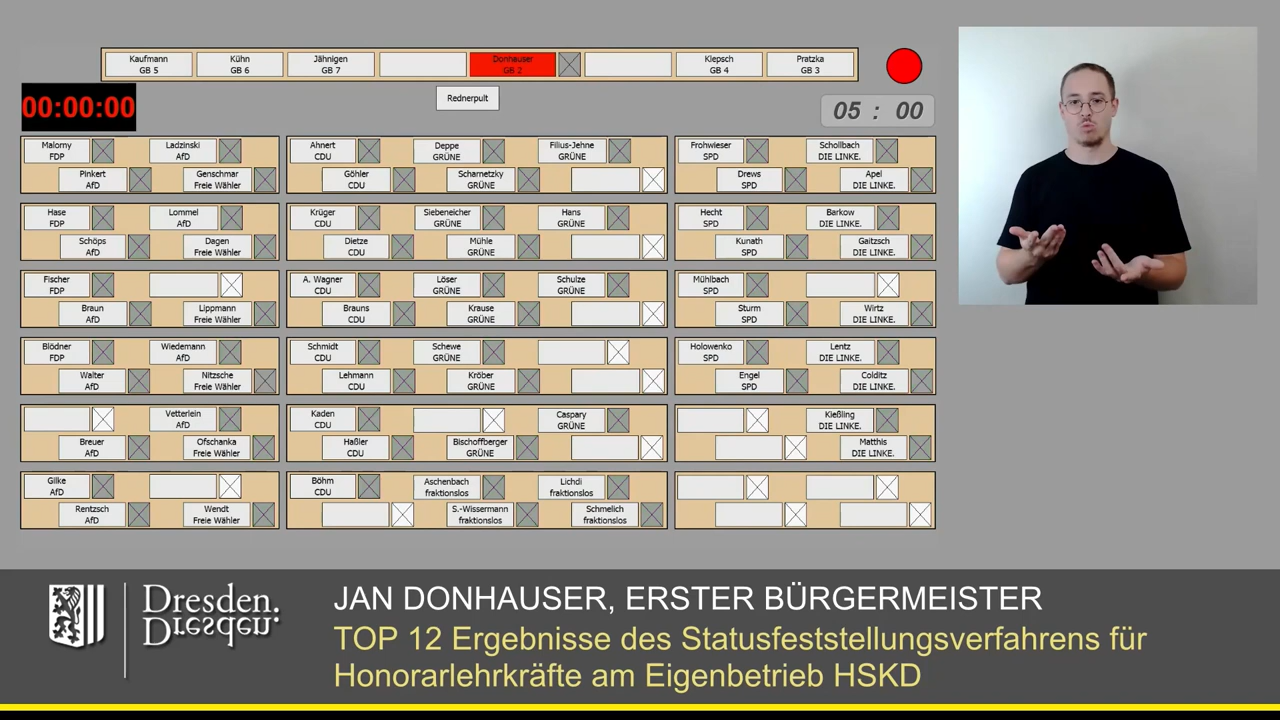 Kaufmann
GB 5
Kühn
GB 6
Jähnigen
GB 7
Donhauser
GB 2
Klepsch
GB 4
Pratzka
GB 3
00:00:00
Rednerpult
05 : 00
Malorny
FDP
Ladzinski
AfD
Pinkert
AfD
Genschmar
Freie Wähler
Ahnert
CDU
Deppe
GRÜNE
Filius-Jehne
GRÜNE
Göhler
CDU
Scharnetzky
GRÜNE
Frohwieser
SPD
Schollbach
DIE LINKE.
Drews
SPD
Apel
DIE LINKE.
Hase
FDP
Lommel
AfD
Schöps
AfD
Dagen
Freie Wähler
Krüger
CDU
Siebeneicher
GRÜNE
Hans
GRÜNE
Dietze
CDU
Mühle
GRÜNE
Hecht
SPD
Barkow
DIE LINKE.
Kunath
SPD
Gaitzsch
DIE LINKE.
Fischer
FDP
Braun
AfD
Lippmann
Freie Wähler
A. Wagner
CDU
Löser
GRÜNE
Schulze
GRÜNE
Brauns
CDU
Krause
GRÜNE
Mühlbach
SPD
Sturm
SPD
Wirtz
DIE LINKE.
Blödner
FDP
Wiedemann
AfD
Walter
AfD
Nitzsche
Freie Wähler
Schmidt
CDU
Schewe
GRÜNE
Lehmann
CDU
Kröber
GRÜNE
Holowenko
SPD
Lentz
DIE LINKE.
Engel
SPD
Colditz
DIE LINKE.
Vetterlein
AfD
Breuer
AfD
Ofschanka
Freie Wähler
Kaden
CDU
Caspary
GRÜNE
Haßler
CDU
Bischoffberger
GRÜNE
Kießling
DIE LINKE.
Matthis
DIE LINKE.
Gilke
AfD
Rentzsch
AfD
Wendt
Freie Wähler
Böhm
CDU
Aschenbach
fraktionslos
Lichdi
fraktionslos
S.-Wissermann
fraktionslos
Schmelich
fraktionslos
Dresden.
Dresden.
JAN DONHAUSER, ERSTER BÜRGERMEISTER
TOP 12 Ergebnisse des Statusfeststellungsverfahrens für
Honorarlehrkräfte am Eigenbetrieb HSKD